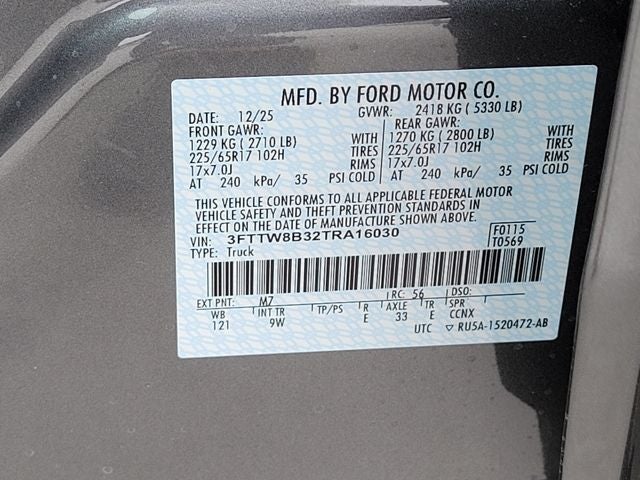 MFD. BY FORD MOTOR CO.
DATE: 12/25 GVWR: 2418 KG ( 5330 LB)
FRONT GAWR: REAR GAWR:
1229 KG ( 2710 LB) WITH 1270 KG ( 2800 LB) WITH
225/65R17 102H TIRES 225/65R17 102H TIRES
17x7.0J RIMS 17x7.0J RIMS
AT 240 kPa/ 35 PSI COLD AT 240 kPa/ 35 PSI COLD
THIS VEHICLE CONFORMS TO ALL APPLICABLE FEDERAL MOTOR
VEHICLE SAFETY AND THEFT PREVENTION STANDARDS IN
EFFECT ON THE DATE OF MANUFACTURE SHOWN ABOVE.
VIN: 3FTTW8B32TRA16030 F0115
TYPE: Truck T0569
EXT PNT: M7 RC: 56 DSO:
WB INT TR TP/PS R AXLE TR SPR
121 9W E 33 E CCNX
UTC ▽ RU5A-1520472-AB